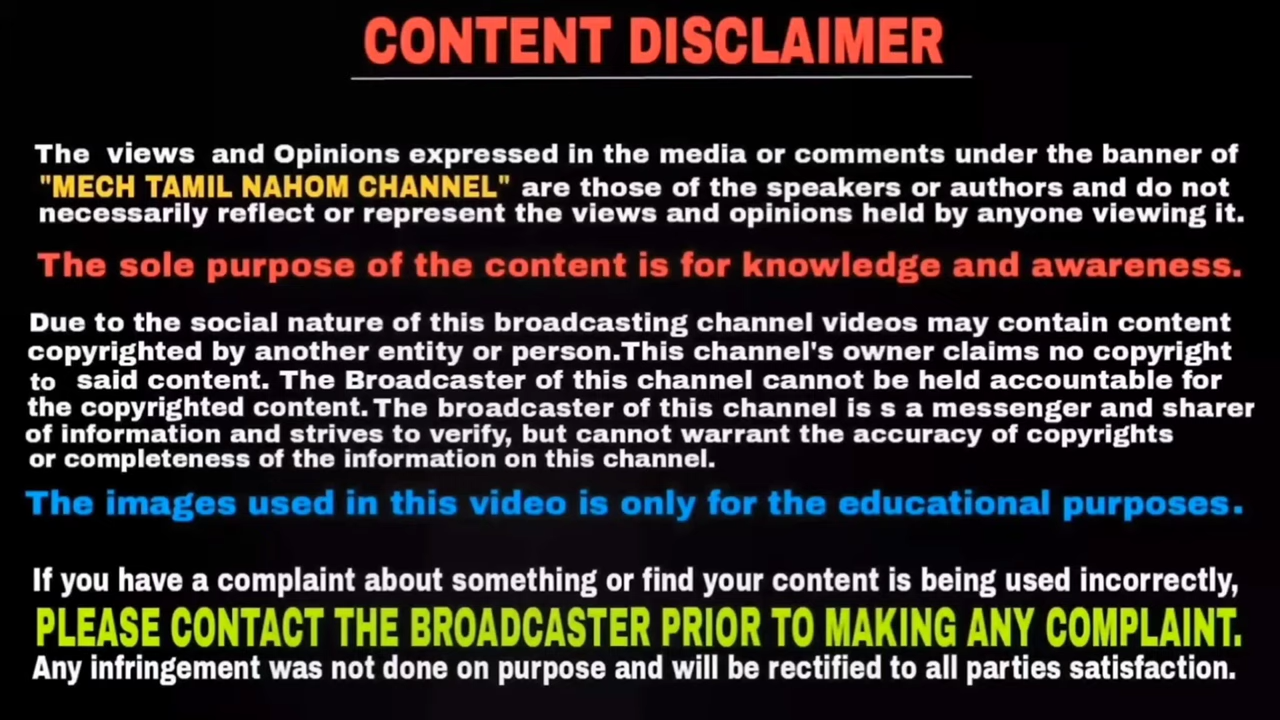 CONTENT DISCLAIMER
The views and Opinions expressed in the media or comments under the banner of
"MECH TAMIL NAHOM CHANNEL" are those of the speakers or authors and do not
necessarily reflect or represent the views and opinions held by anyone viewing it.
The sole purpose of the content is for knowledge and awareness.
Due to the social nature of this broadcasting channel videos may contain content
copyrighted by another entity or person.This channel's owner claims no copyright
to said content. The Broadcaster of this channel cannot be held accountable for
the copyrighted content. The broadcaster of this channel is s a messenger and sharer
of information and strives to verify, but cannot warrant the accuracy of copyrights
or completeness of the information on this channel.
The images used in this video is only for the educational purposes.
If you have a complaint about something or find your content is being used incorrectly,
PLEASE CONTACT THE BROADCASTER PRIOR TO MAKING ANY COMPLAINT.
Any infringement was not done on purpose and will be rectified to all parties satisfaction.